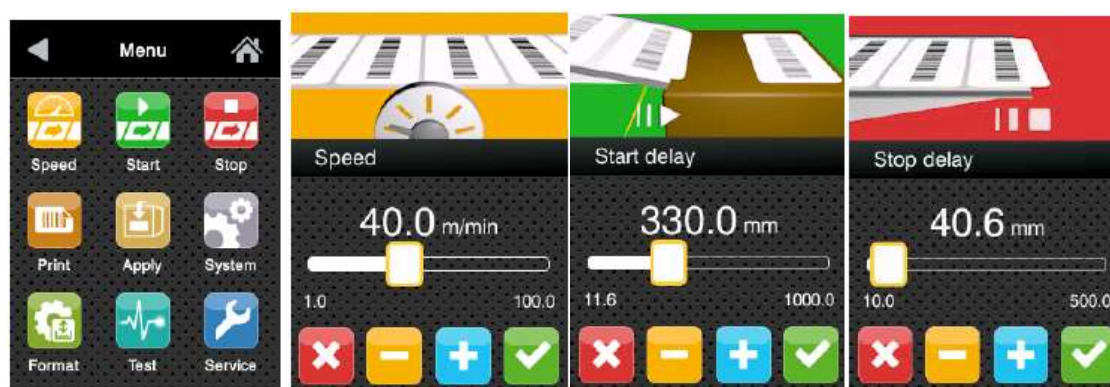 Menu
Speed Start Stop
Print Apply System
Format Test Service
Speed
40.0 m/min
1.0 100.0
Start delay
330.0 mm
11.6 1000.0
Stop delay
40.6 mm
10.0 500.0